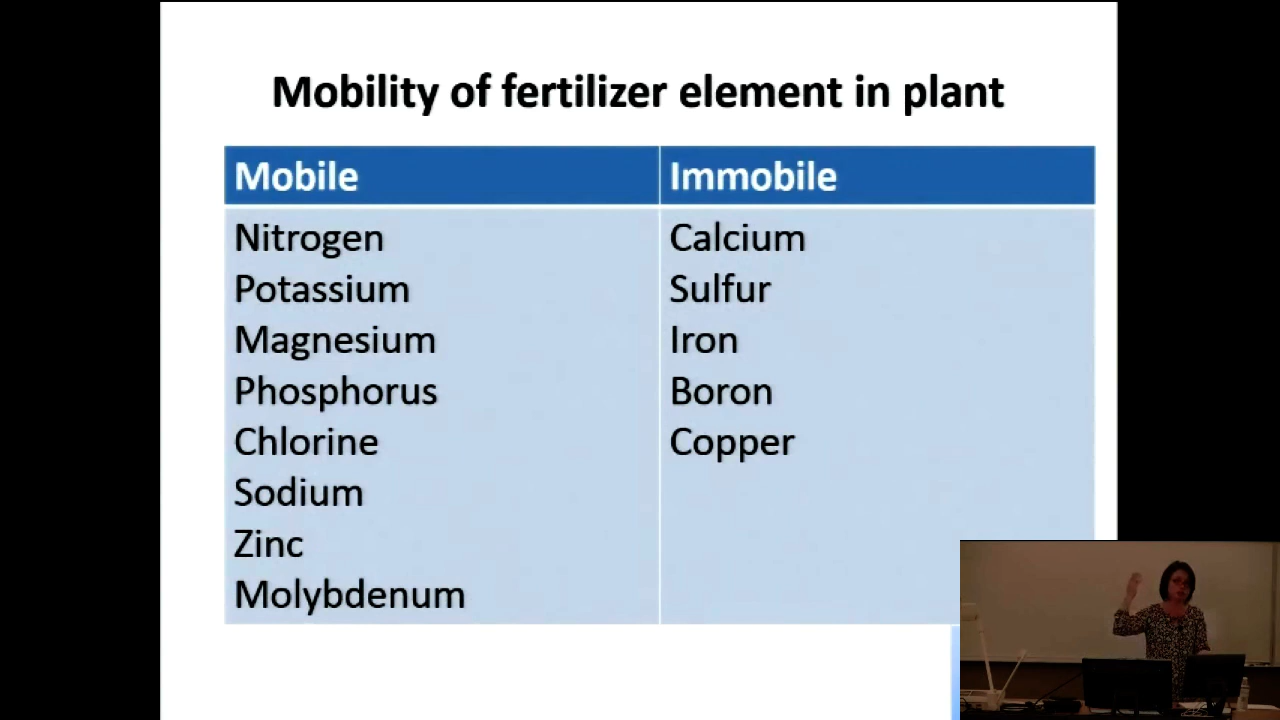 Mobility of fertilizer element in plant
Mobile
Immobile
Nitrogen
Potassium
Magnesium
Phosphorus
Chlorine
Sodium
Zinc
Molybdenum
Calcium
Sulfur
Iron
Boron
Copper